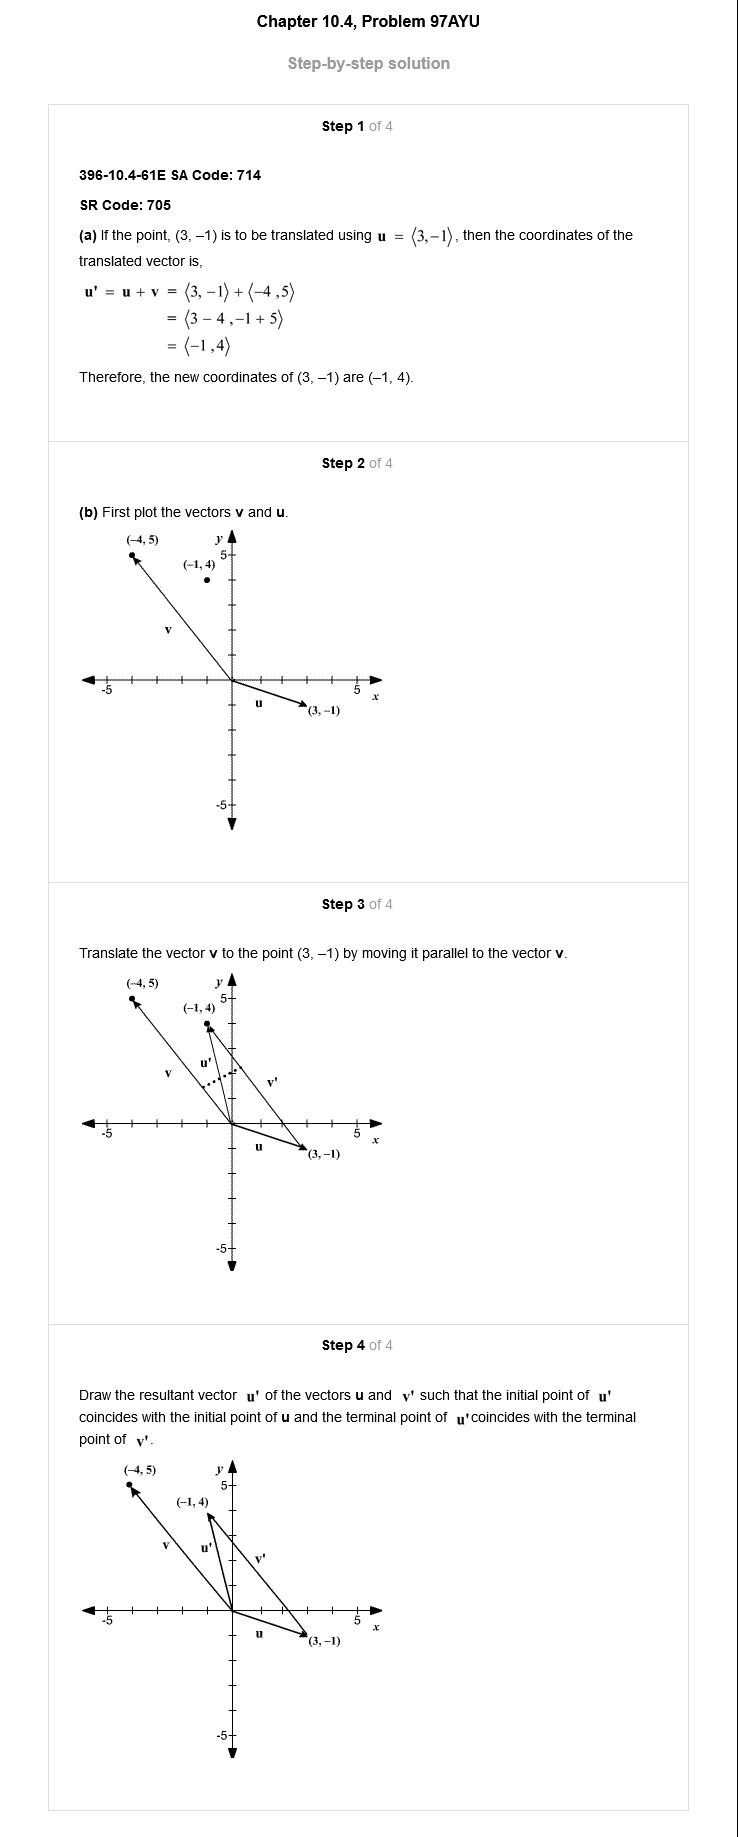 Chapter 10.4, Problem 97AYU
Step-by-step solution
Step 1 of 4
396-10.4-61E SA Code: 714
SR Code: 705
(a) If the point, (3, –1) is to be translated using u = ⟨3,−1⟩, then the coordinates of the
translated vector is,
u' = u + v = ⟨3, −1⟩ + ⟨−4 ,5⟩
= ⟨3 − 4 ,−1 + 5⟩
= ⟨−1 ,4⟩
Therefore, the new coordinates of (3, –1) are (–1, 4).
Step 2 of 4
(b) First plot the vectors v and u.
(–4, 5)
y
5
(–1, 4)
v
-5
5
x
u
(3, –1)
-5
Step 3 of 4
Translate the vector v to the point (3, –1) by moving it parallel to the vector v.
(–4, 5)
y
5
(–1, 4)
u'
v
v'
-5
5
x
u
(3, –1)
-5
Step 4 of 4
Draw the resultant vector u' of the vectors u and v' such that the initial point of u'
coincides with the initial point of u and the terminal point of u' coincides with the terminal
point of v'.
(–4, 5)
y
5
(–1, 4)
v
u'
v'
-5
5
x
u
(3, –1)
-5